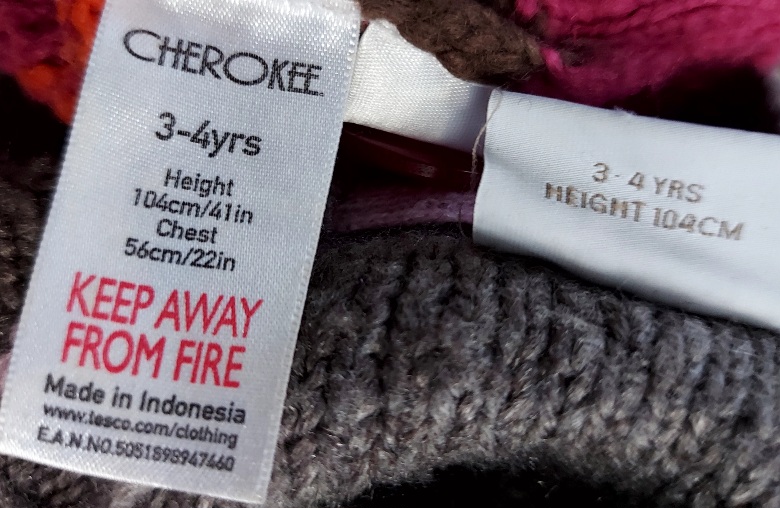 CHEROKEE
3-4yrs
Height
104cm/41in
Chest
56cm/22in
KEEP AWAY
FROM FIRE
Made in Indonesia
www.tesco.com/clothing
E.A.N.NO.5051898947460
3-4 YRS
HEIGHT 104CM